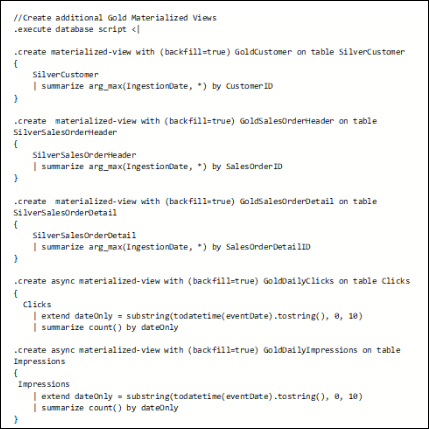 //Create additional Gold Materialized Views
.execute database script <|
.create materialized-view with (backfill=true) GoldCustomer on table SilverCustomer
{
SilverCustomer
| summarize arg_max(IngestionDate, *) by CustomerID
}
.create  materialized-view with (backfill=true) GoldSalesOrderHeader on table
SilverSalesOrderHeader
{
SilverSalesOrderHeader
| summarize arg_max(IngestionDate, *) by SalesOrderID
}
.create  materialized-view with (backfill=true) GoldSalesOrderDetail on table
SilverSalesOrderDetail
{
SilverSalesOrderDetail
| summarize arg_max(IngestionDate, *) by SalesOrderDetailID
}
.create async materialized-view with (backfill=true) GoldDailyClicks on table Clicks
{
Clicks
| extend dateOnly = substring(todatetime(eventDate).tostring(), 0, 10)
| summarize count() by dateOnly
}
.create async materialized-view with (backfill=true) GoldDailyImpressions on table
Impressions
{
Impressions
| extend dateOnly = substring(todatetime(eventDate).tostring(), 0, 10)
| summarize count() by dateOnly
}